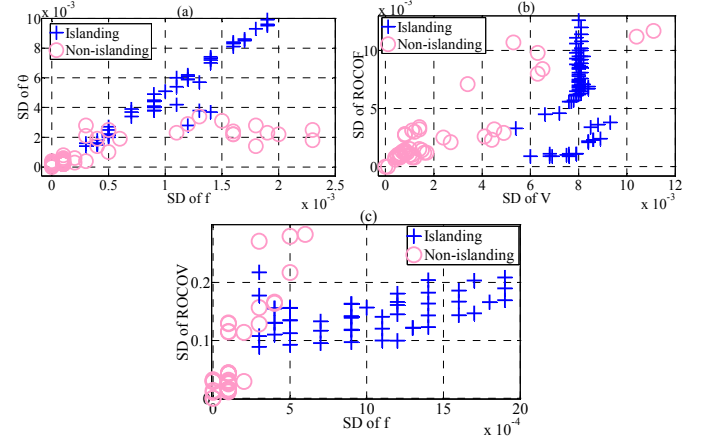 (a)
10 x 10⁻³
8
6
4
2
0
SD of θ
Islanding
Non-islanding
0 0.5 1 1.5 2 2.5
SD of f
x 10⁻³
(b)
x 10⁻³
10
5
0
SD of ROCOF
Islanding
Non-islanding
0 2 4 6 8 10 12
SD of V
x 10⁻³
(c)
0.2
0.1
0
SD of ROCOV
Islanding
Non-islanding
0 5 10 15 20
SD of f
x 10⁻⁴